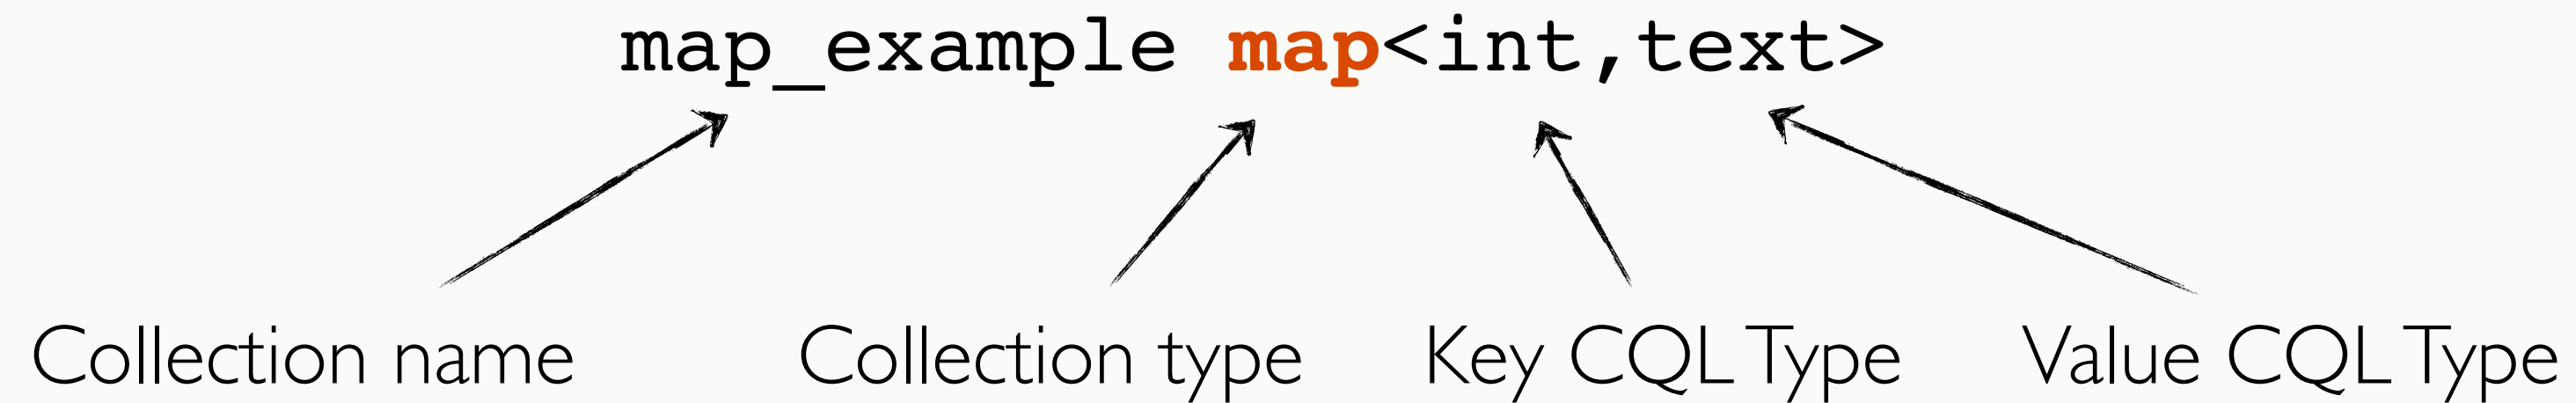 map_example map<int,text>
Collection name Collection type Key CQL Type Value CQL Type